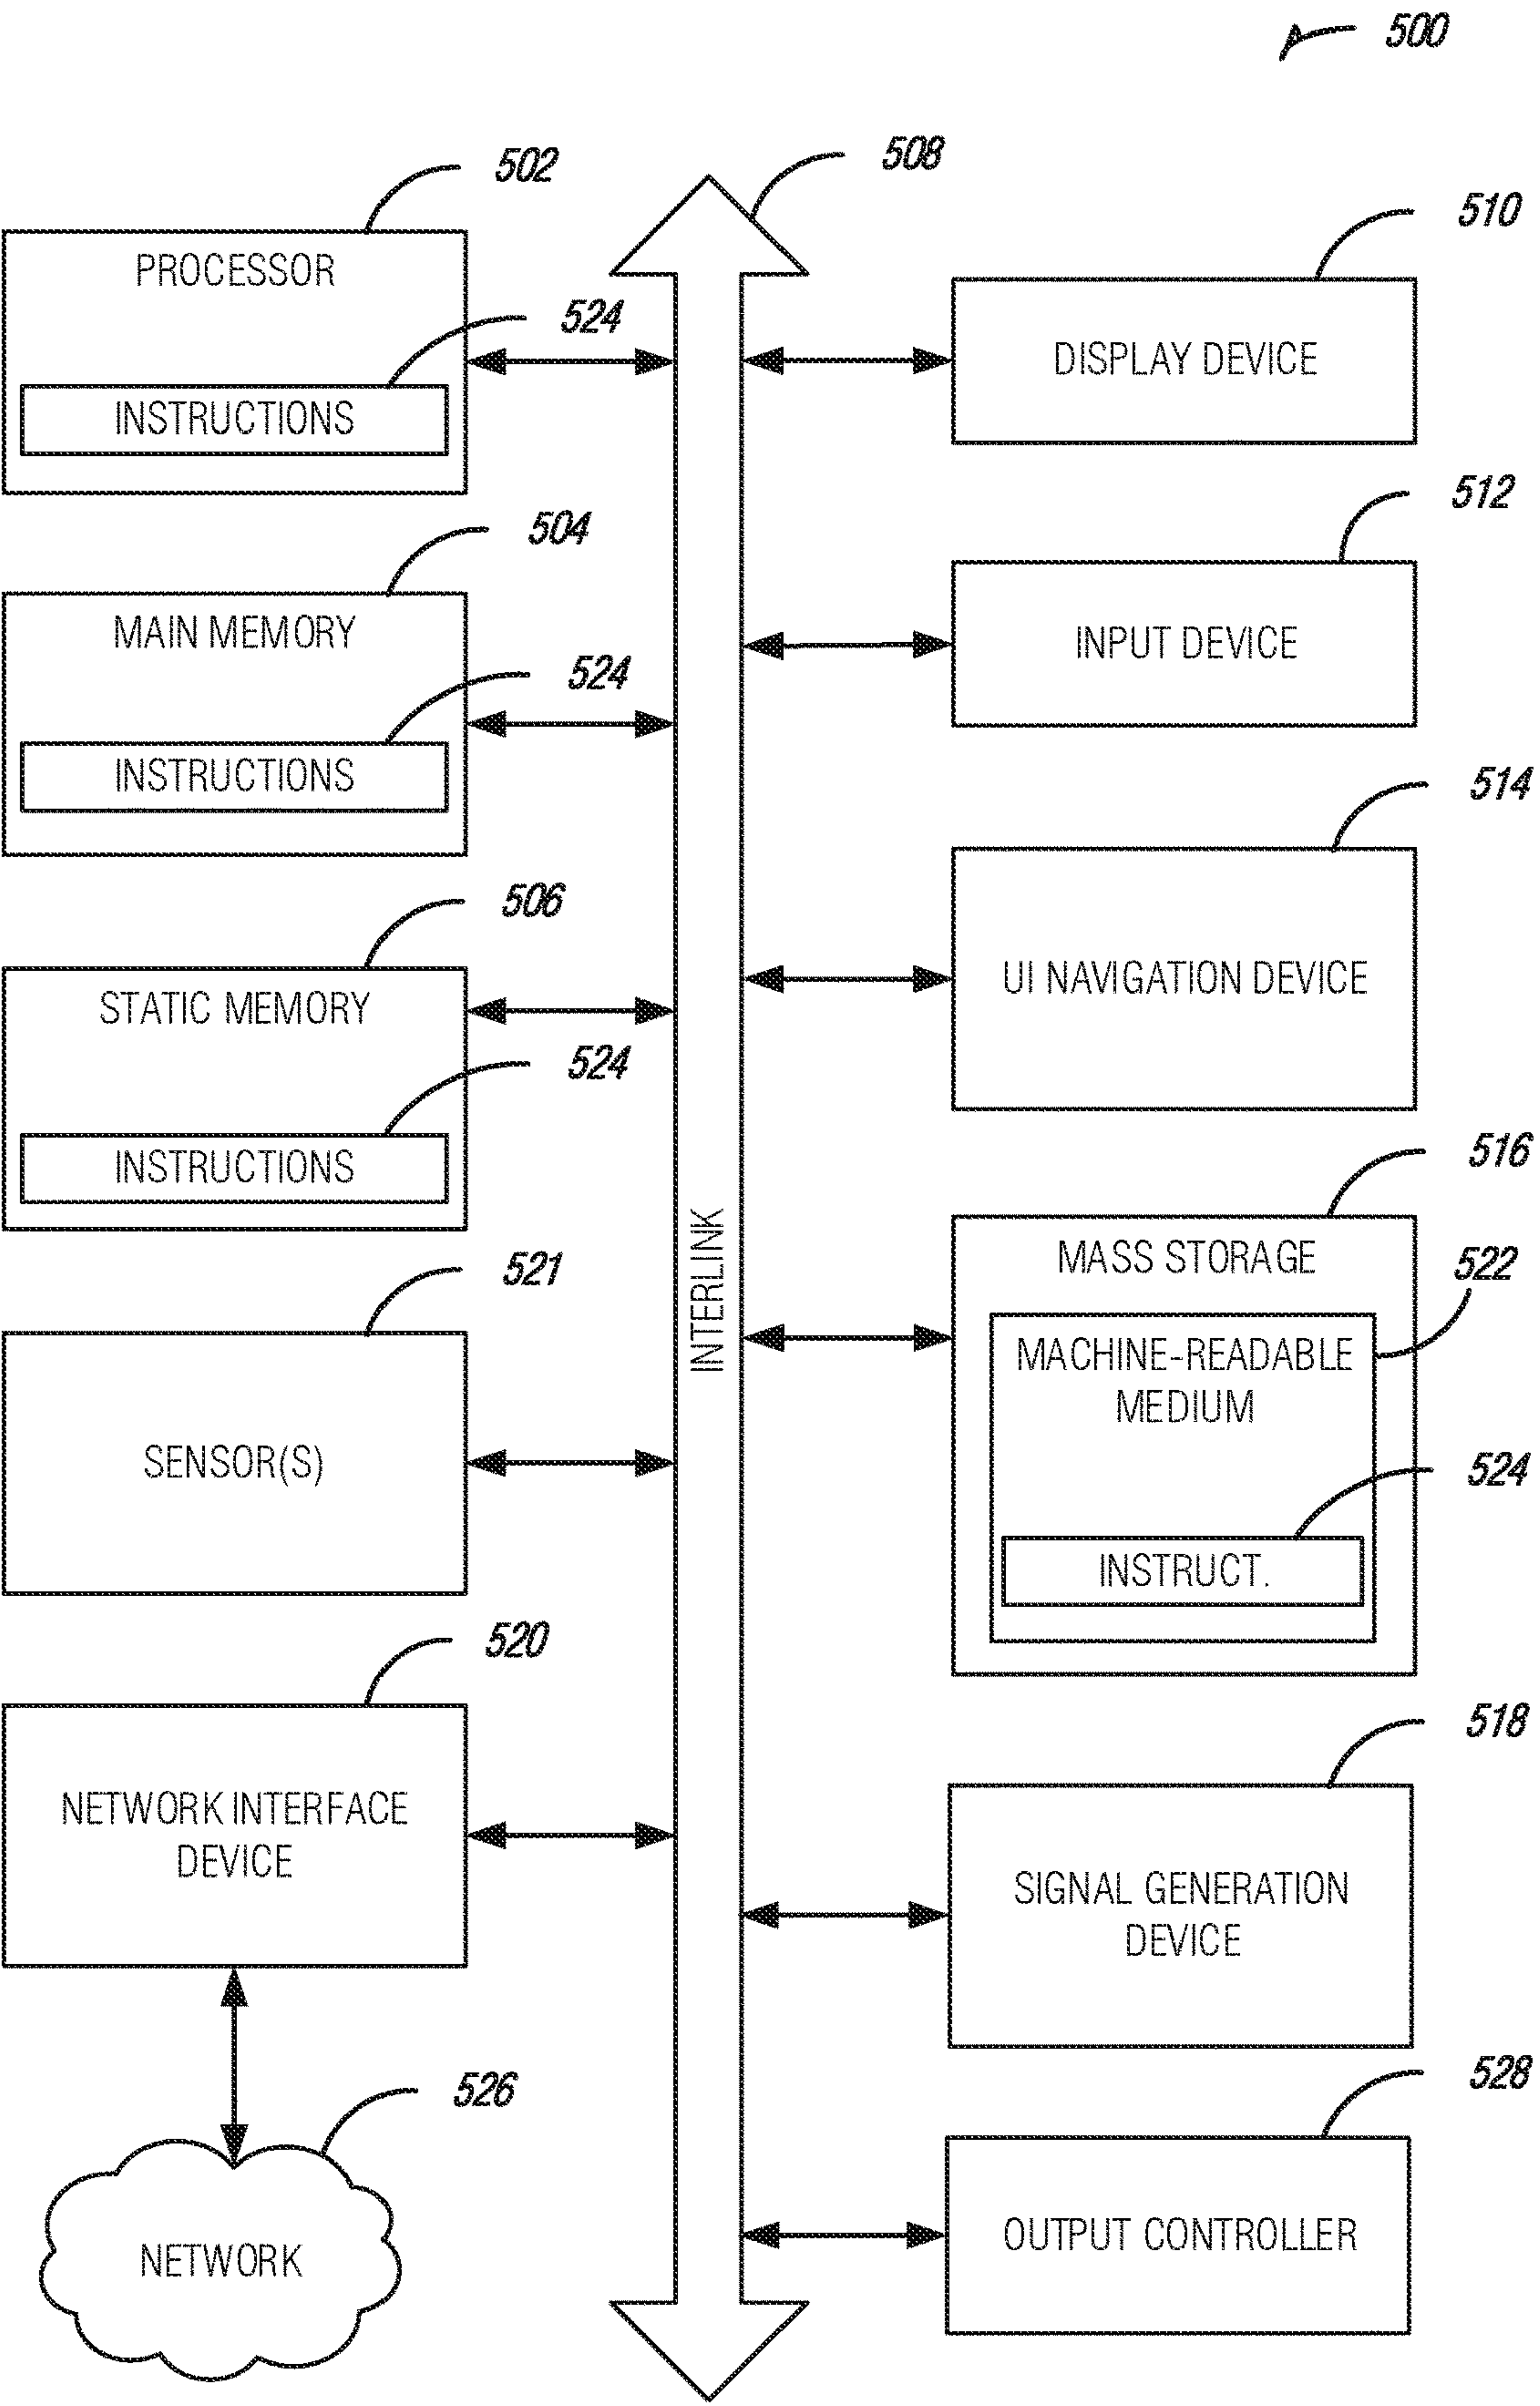 500
502
PROCESSOR
524
INSTRUCTIONS
504
MAIN MEMORY
524
INSTRUCTIONS
506
STATIC MEMORY
524
INSTRUCTIONS
521
SENSOR(S)
520
NETWORK INTERFACE
DEVICE
526
NETWORK
508
INTERLINK
510
DISPLAY DEVICE
512
INPUT DEVICE
514
UI NAVIGATION DEVICE
516
MASS STORAGE
522
MACHINE-READABLE
MEDIUM
524
INSTRUCT.
518
SIGNAL GENERATION
DEVICE
528
OUTPUT CONTROLLER